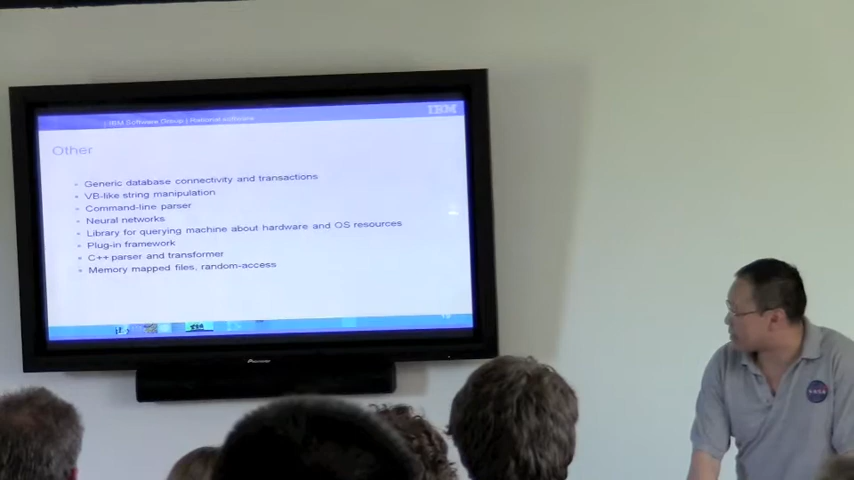 | IBM Software Group | Rational software
IBM
Other
Generic database connectivity and transactions
VB-like string manipulation
Command-line parser
Neural networks
Library for querying machine about hardware and OS resources
Plug-in framework
C++ parser and transformer
Memory mapped files, random-access
Pioneer
NASA